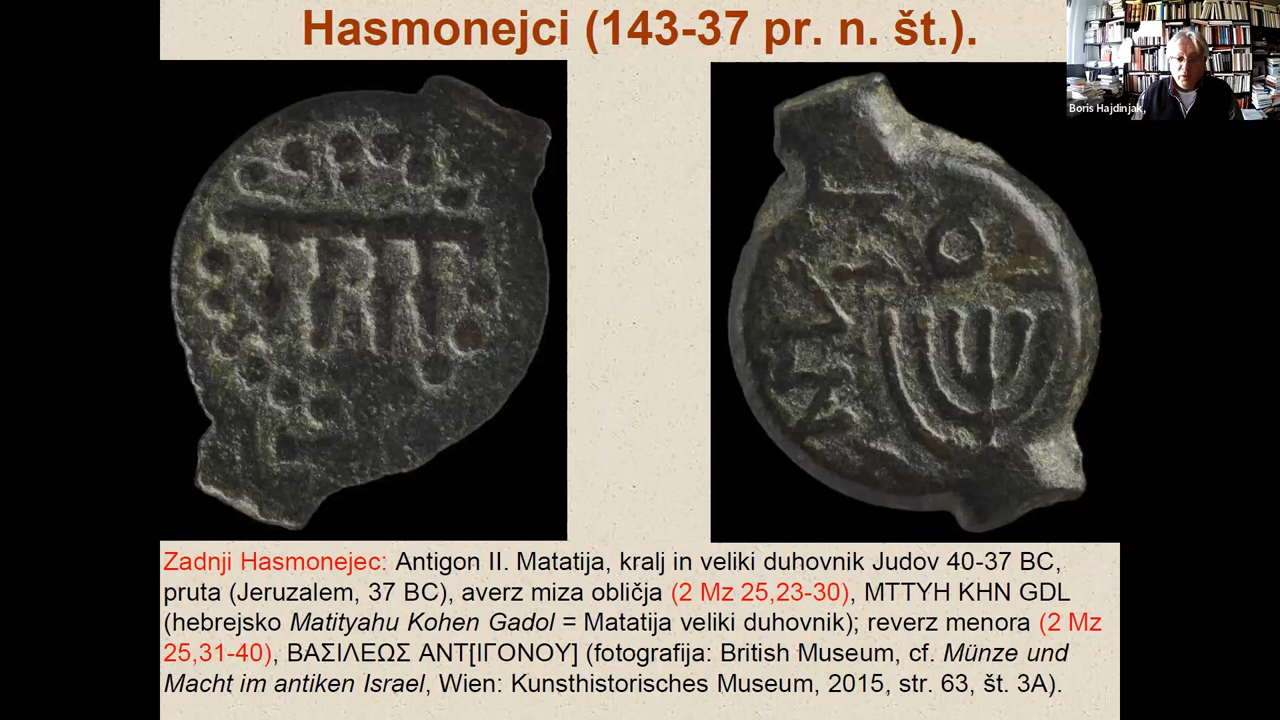 Hasmonejci (143-37 pr. n. št.).
Boris Hajdinjak,
Zadnji Hasmonejec: Antigon II. Matatija, kralj in veliki duhovnik Judov 40-37 BC,
pruta (Jeruzalem, 37 BC), averz miza obličja (2 Mz 25,23-30), MTTYH KHN GDL
(hebrejsko Matityahu Kohen Gadol = Matatija veliki duhovnik); reverz menora (2 Mz
25,31-40), ΒΑΣΙΛΕΩΣ ΑΝΤ[ΙΓΟΝΟΥ] (fotografija: British Museum, cf. Münze und
Macht im antiken Israel, Wien: Kunsthistorisches Museum, 2015, str. 63, št. 3A).